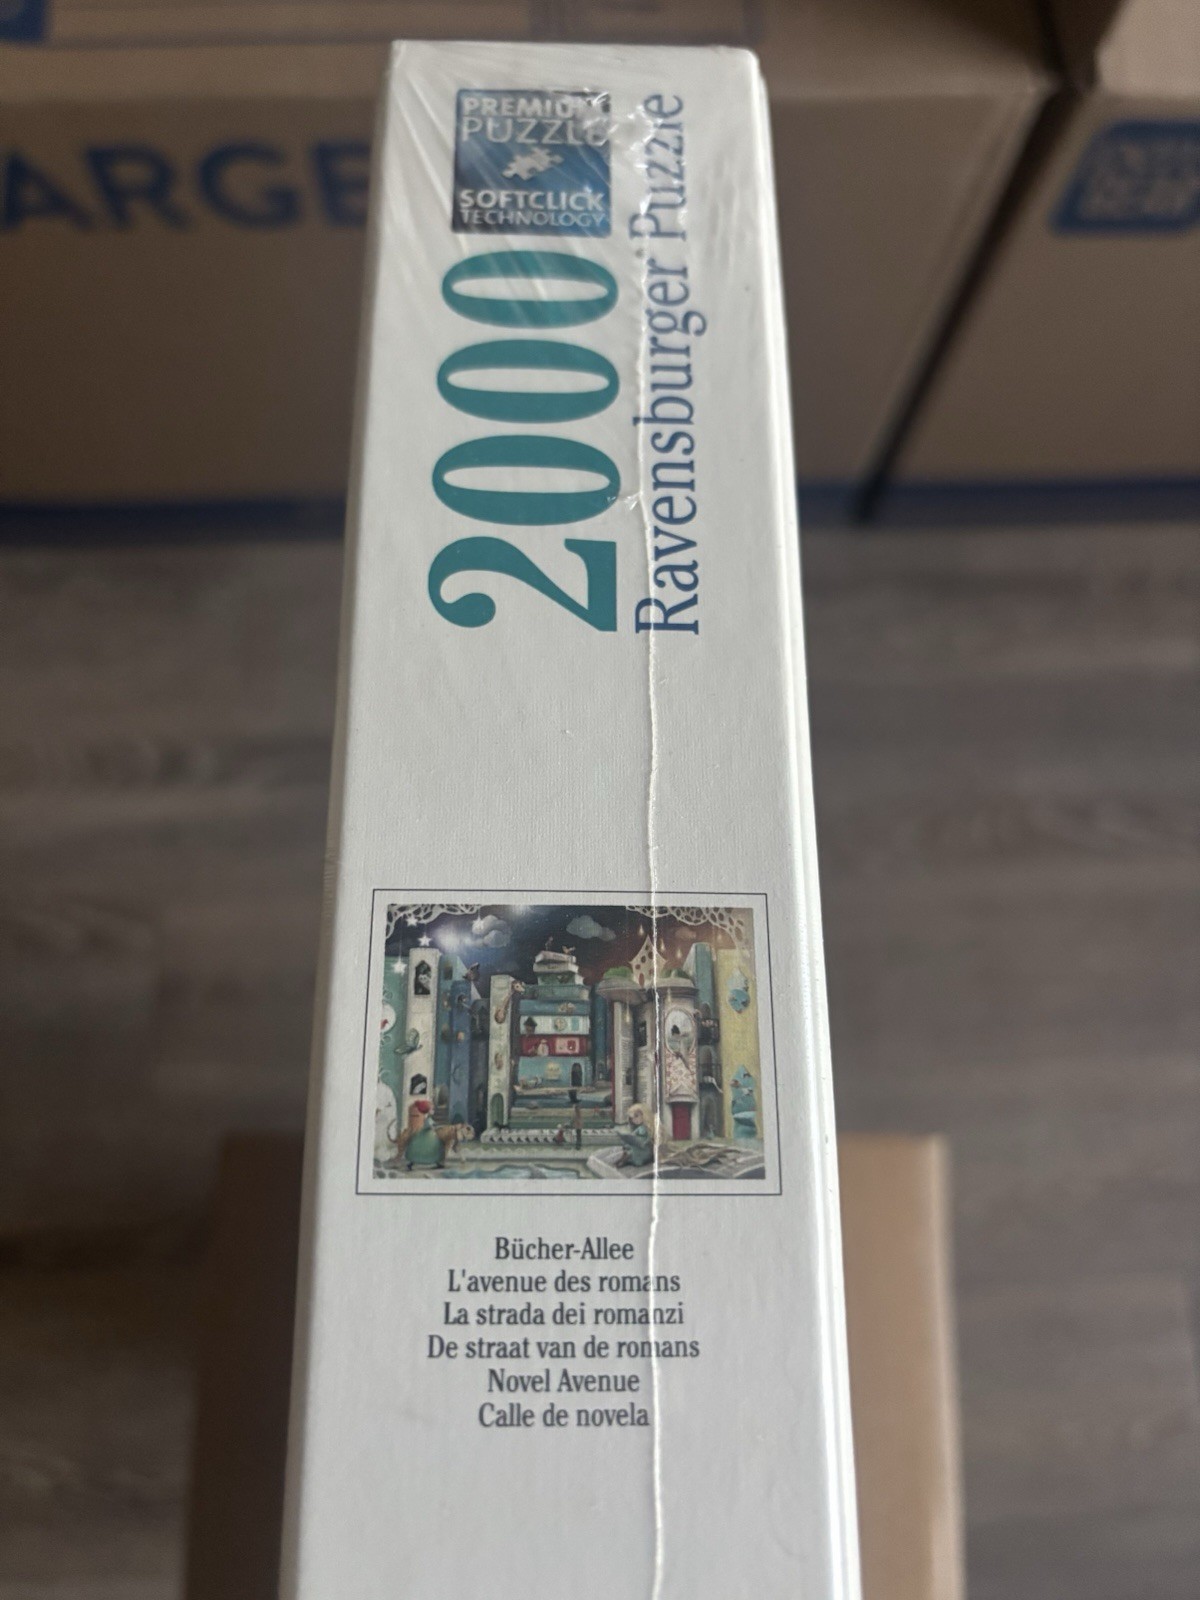 ARGE
PREMIUM
PUZZLE
SOFTCLICK
TECHNOLOGY
2000
Ravensburger Puzzle
Bücher-Allee
L'avenue des romans
La strada dei romanzi
De straat van de romans
Novel Avenue
Calle de novela